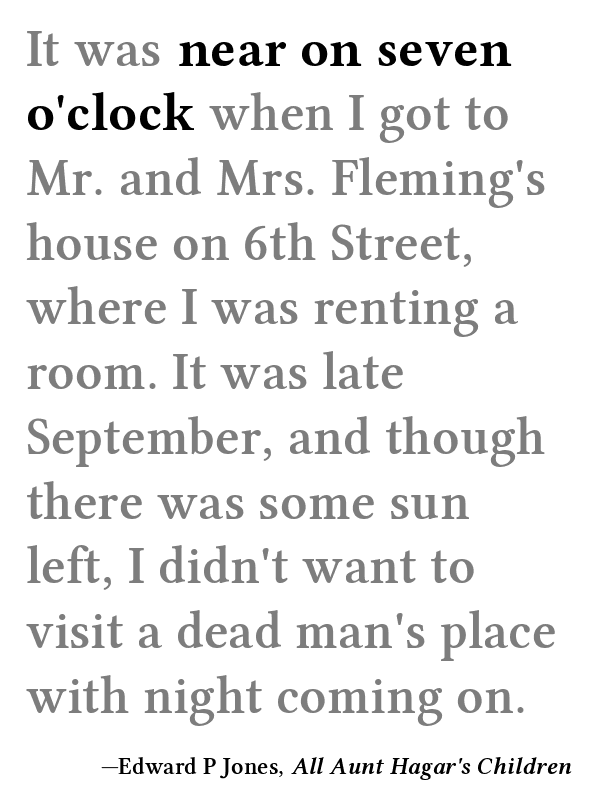 It was near on seven
o'clock when I got to
Mr. and Mrs. Fleming's
house on 6th Street,
where I was renting a
room. It was late
September, and though
there was some sun
left, I didn't want to
visit a dead man's place
with night coming on.
—Edward P Jones, All Aunt Hagar's Children